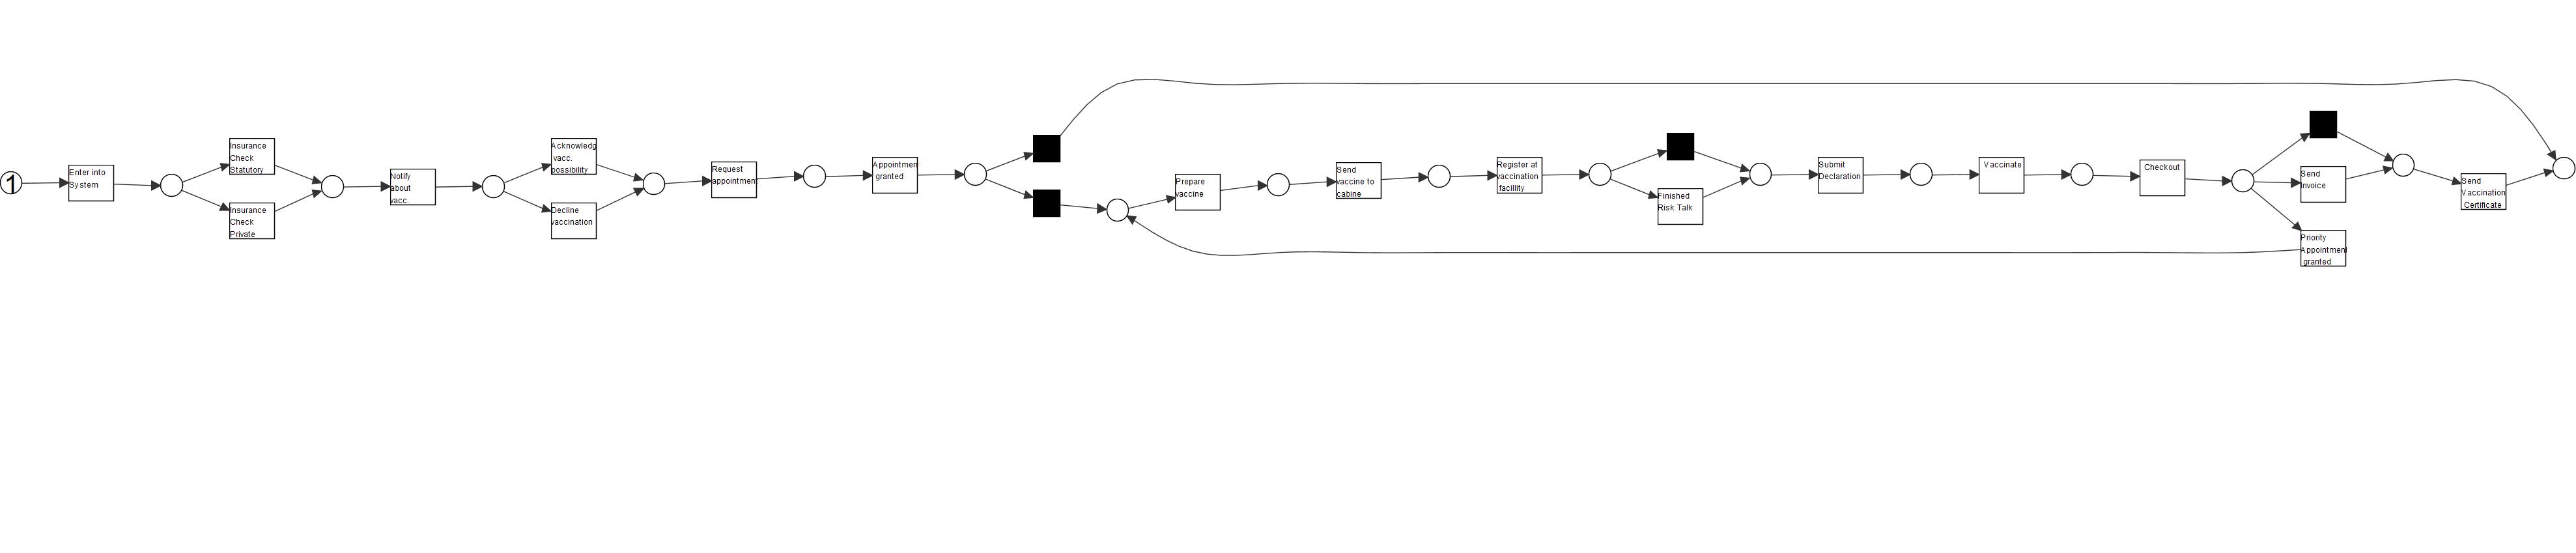 1
Enter into
System
Insurance
Check
Statutory
Insurance
Check
Private
Notify
about
vacc.
Acknowledg
vacc.
possibility
Decline
vaccination
Request
appointment
Appointment
granted
Prepare
vaccine
Send
vaccine to
cabine
Register at
vaccination
facillity
Finished
Risk Talk
Submit
Declaration
Vaccinate
Checkout
Send
Invoice
Priority
Appointment
granted
Send
Vaccination
Certificate